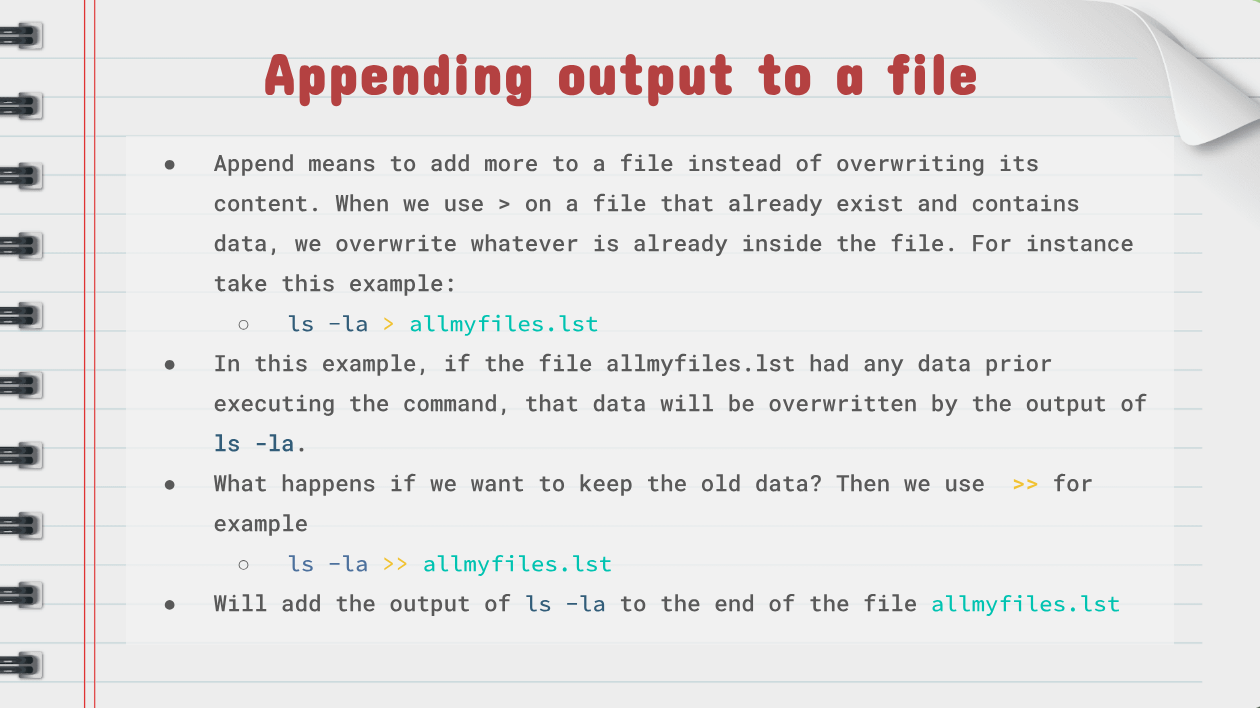 Appending output to a file
● Append means to add more to a file instead of overwriting its
content. When we use > on a file that already exist and contains
data, we overwrite whatever is already inside the file. For instance
take this example:
○ ls -la > allmyfiles.lst
● In this example, if the file allmyfiles.lst had any data prior
executing the command, that data will be overwritten by the output of
ls -la.
● What happens if we want to keep the old data? Then we use >> for
example
○ ls -la >> allmyfiles.lst
● Will add the output of ls -la to the end of the file allmyfiles.lst